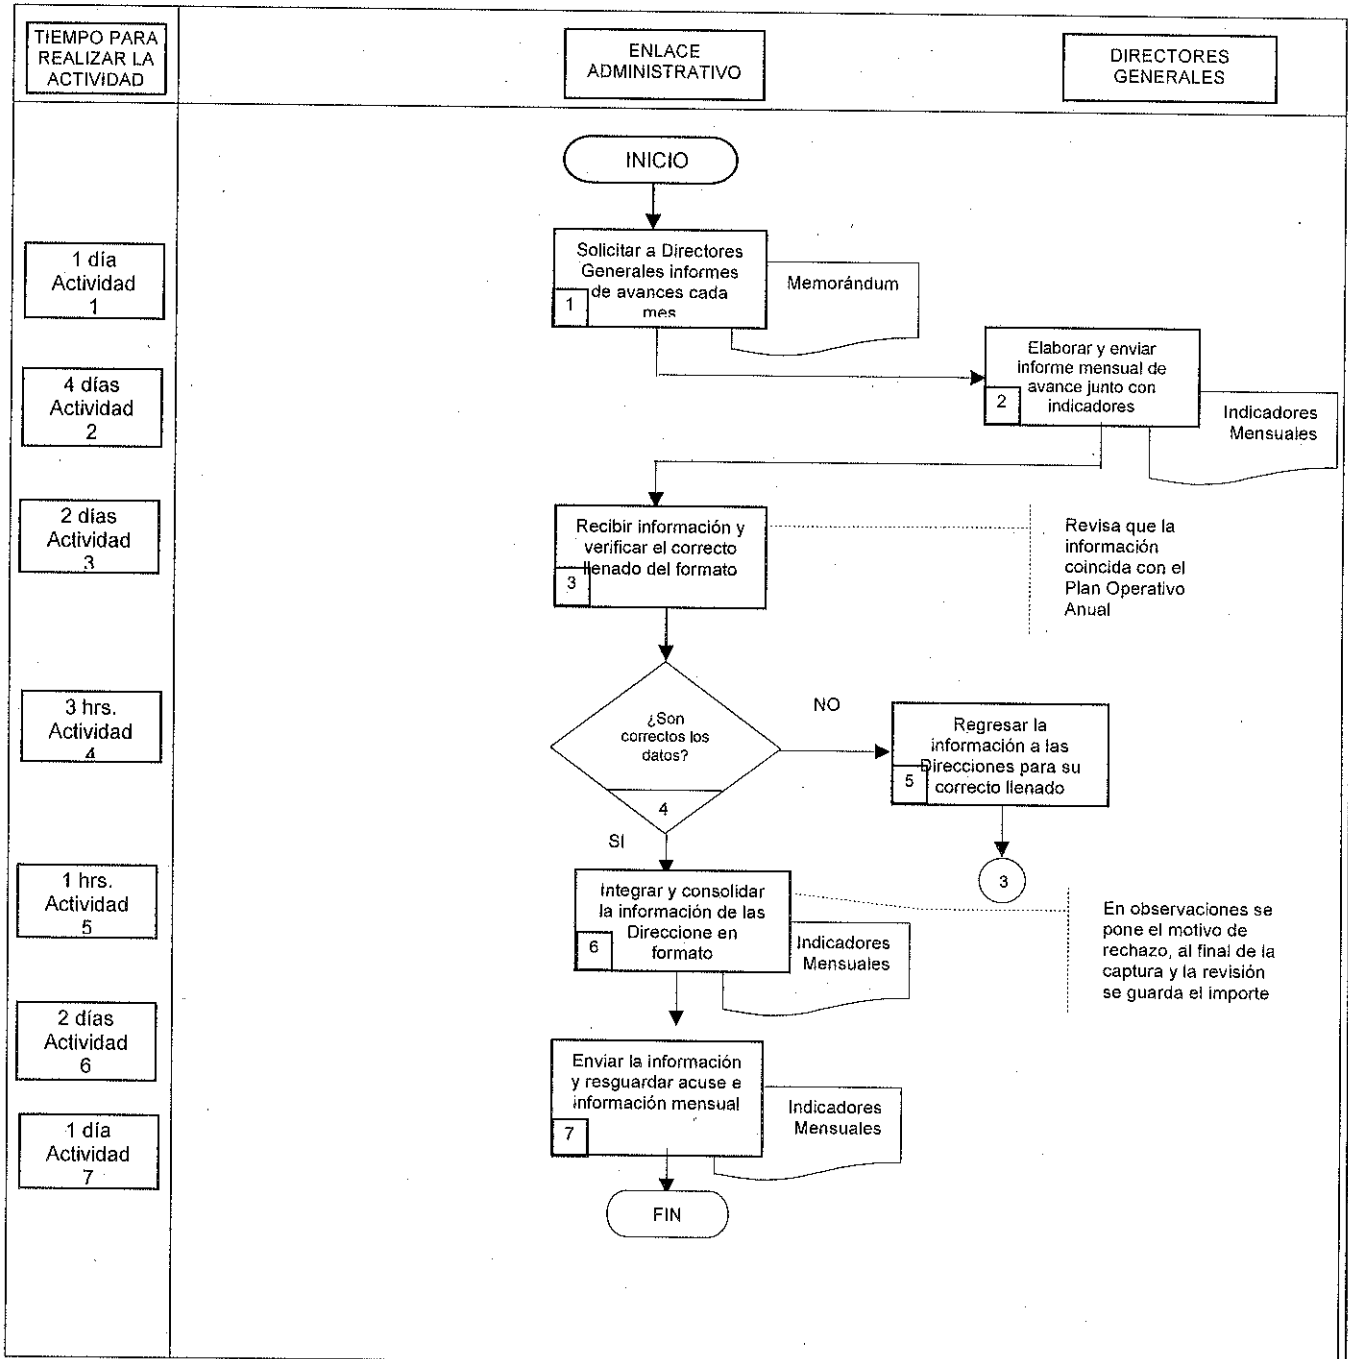 TIEMPO PARA
REALIZAR LA
ACTIVIDAD
ENLACE
ADMINISTRATIVO
DIRECTORES
GENERALES
INICIO
1 día
Actividad
1
Solicitar a Directores
Generales informes
de avances cada
mes
1
Memorándum
4 días
Actividad
2
Elaborar y enviar
informe mensual de
avance junto con
indicadores
2
Indicadores
Mensuales
2 días
Actividad
3
Recibir información y
verificar el correcto
llenado del formato
3
Revisa que la
información
coincida con el
Plan Operativo
Anual
3 hrs.
Actividad
4
¿Son
correctos los
datos?
4
NO
Regresar la
información a las
Direcciones para su
correcto llenado
5
3
SI
1 hrs.
Actividad
5
Integrar y consolidar
la información de las
Direccione en
formato
6
Indicadores
Mensuales
En observaciones se
pone el motivo de
rechazo, al final de la
captura y la revisión
se guarda el importe
2 días
Actividad
6
Enviar la información
y resguardar acuse e
información mensual
7
Indicadores
Mensuales
1 día
Actividad
7
FIN